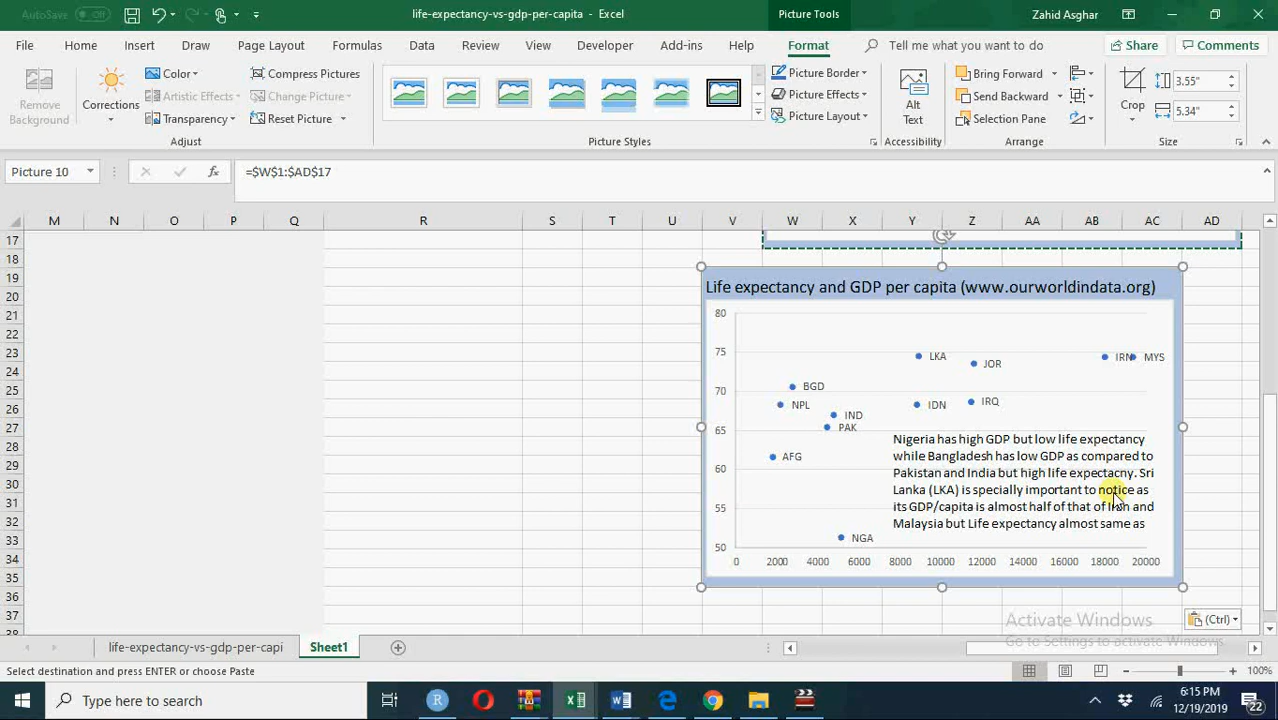 AutoSave Off
life-expectancy-vs-gdp-per-capita - Excel
Picture Tools
Zahid Asghar
File Home Insert Draw Page Layout Formulas Data Review View Developer Add-ins Help Format Tell me what you want to do Share Comments
Remove Background
Corrections
Color
Artistic Effects
Transparency
Compress Pictures
Change Picture
Reset Picture
Picture Border
Picture Effects
Picture Layout
Alt Text
Bring Forward
Send Backward
Selection Pane
Crop
3.55"
5.34"
Adjust
Picture Styles
Accessibility
Arrange
Size
Picture 10
fx
=$W$1:$AD$17
M N O P Q R S T U V W X Y Z AA AB AC AD
17
18
19
20
21
22
23
24
25
26
27
28
29
30
31
32
33
34
35
36
37
38
Life expectancy and GDP per capita (www.ourworldindata.org)
80
75
70
65
60
55
50
LKA
JOR
IRN
MYS
BGD
NPL
IDN
IRQ
IND
PAK
AFG
NGA
Nigeria has high GDP but low life expectancy
while Bangladesh has low GDP as compared to
Pakistan and India but high life expectacny. Sri
Lanka (LKA) is specially important to notice as
its GDP/capita is almost half of that of Iran and
Malaysia but Life expectancy almost same as
0 2000 4000 6000 8000 10000 12000 14000 16000 18000 20000
(Ctrl)
Activate Windows
Go to Settings to activate Windows.
life-expectancy-vs-gdp-per-capi
Sheet1
Select destination and press ENTER or choose Paste
100%
Type here to search
R
6:15 PM
12/19/2019
22